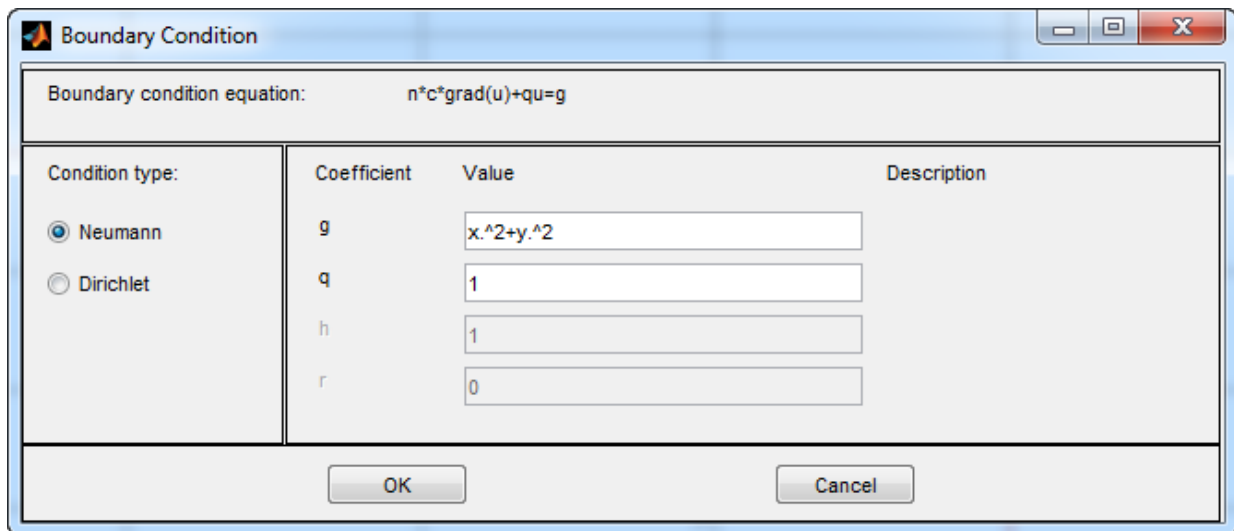 Boundary Condition
Boundary condition equation: n*c*grad(u)+qu=g
Condition type:
Neumann
Dirichlet
Coefficient Value Description
g x.^2+y.^2
q 1
h 1
r 0
OK Cancel